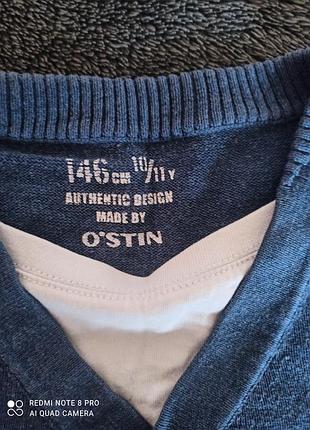 146 CM 10/11 Y
AUTHENTIC DESIGN
MADE BY
O'STIN
REDMI NOTE 8 PRO
AI QUAD CAMERA